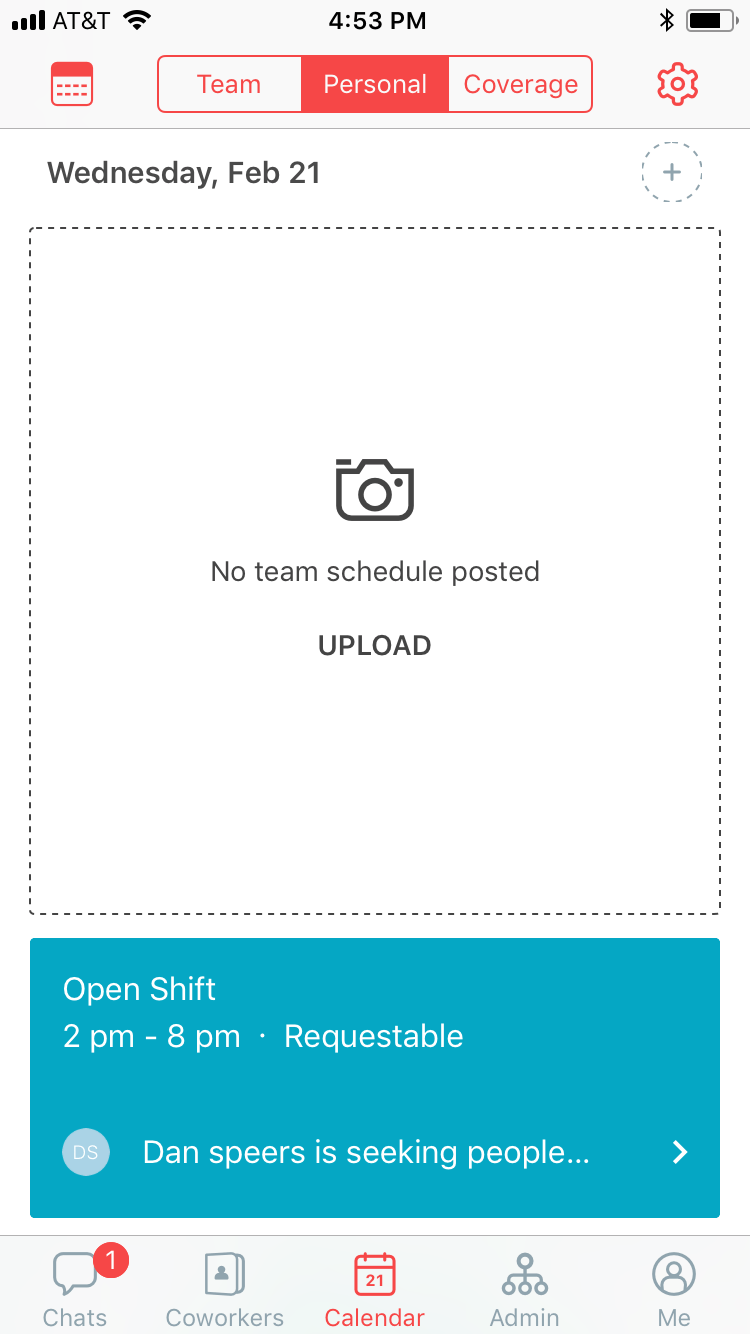 AT&T 4:53 PM
Team Personal Coverage
Wednesday, Feb 21
+
No team schedule posted
UPLOAD
Open Shift
2 pm - 8 pm · Requestable
DS Dan speers is seeking people...
1
21
Chats Coworkers Calendar Admin Me